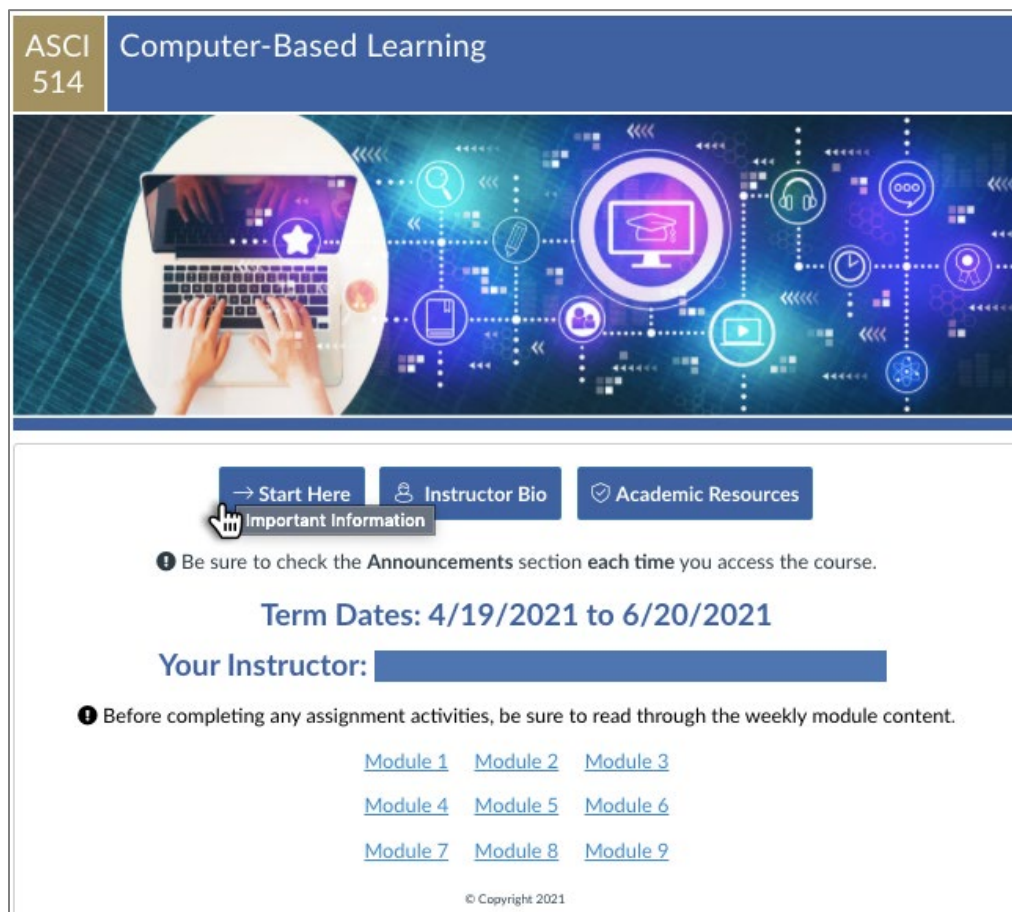 ASCI
514
Computer-Based Learning
Start Here
Instructor Bio
Academic Resources
Important Information
Be sure to check the Announcements section each time you access the course.
Term Dates: 4/19/2021 to 6/20/2021
Your Instructor:
Before completing any assignment activities, be sure to read through the weekly module content.
Module 1 Module 2 Module 3
Module 4 Module 5 Module 6
Module 7 Module 8 Module 9
© Copyright 2021